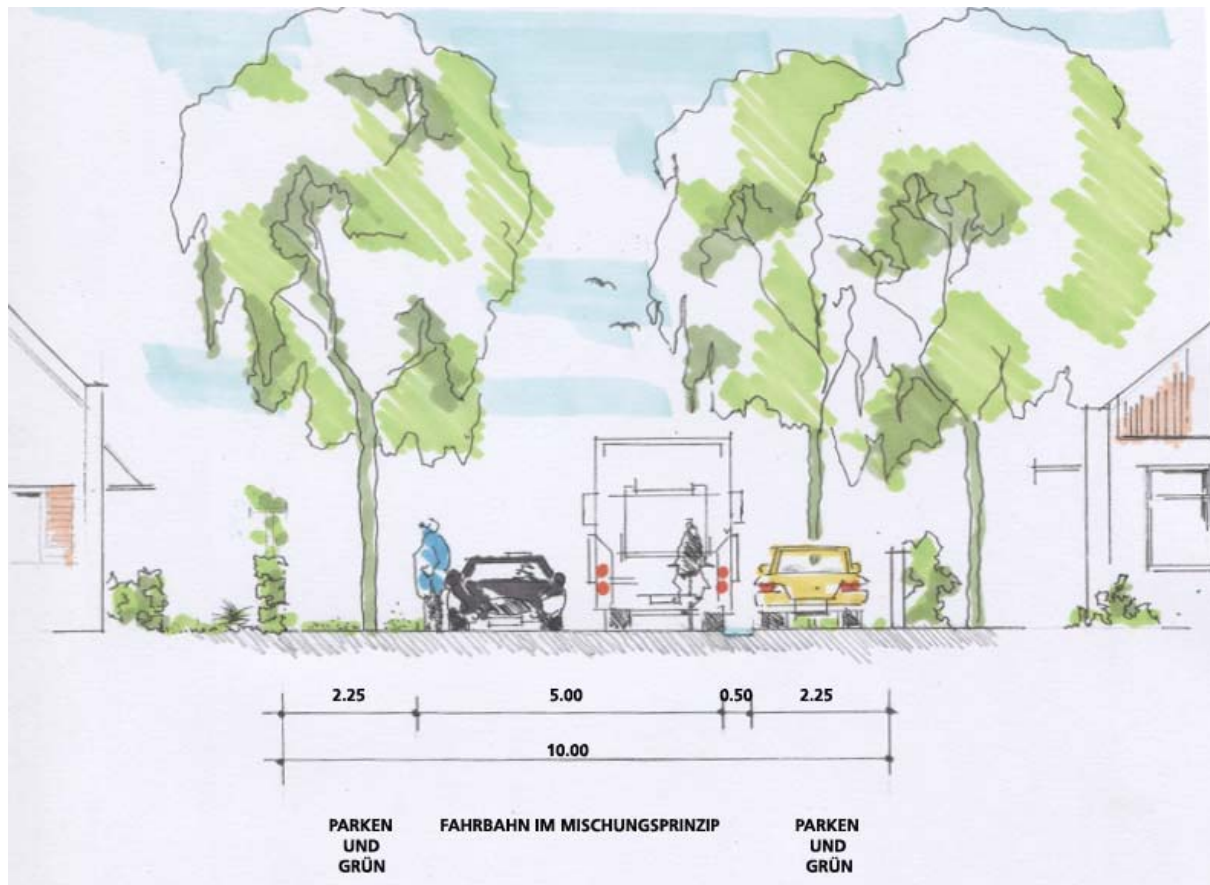 2.25 5.00 0.50 2.25
10.00
PARKEN
UND
GRÜN
FAHRBAHN IM MISCHUNGSPRINZIP
PARKEN
UND
GRÜN